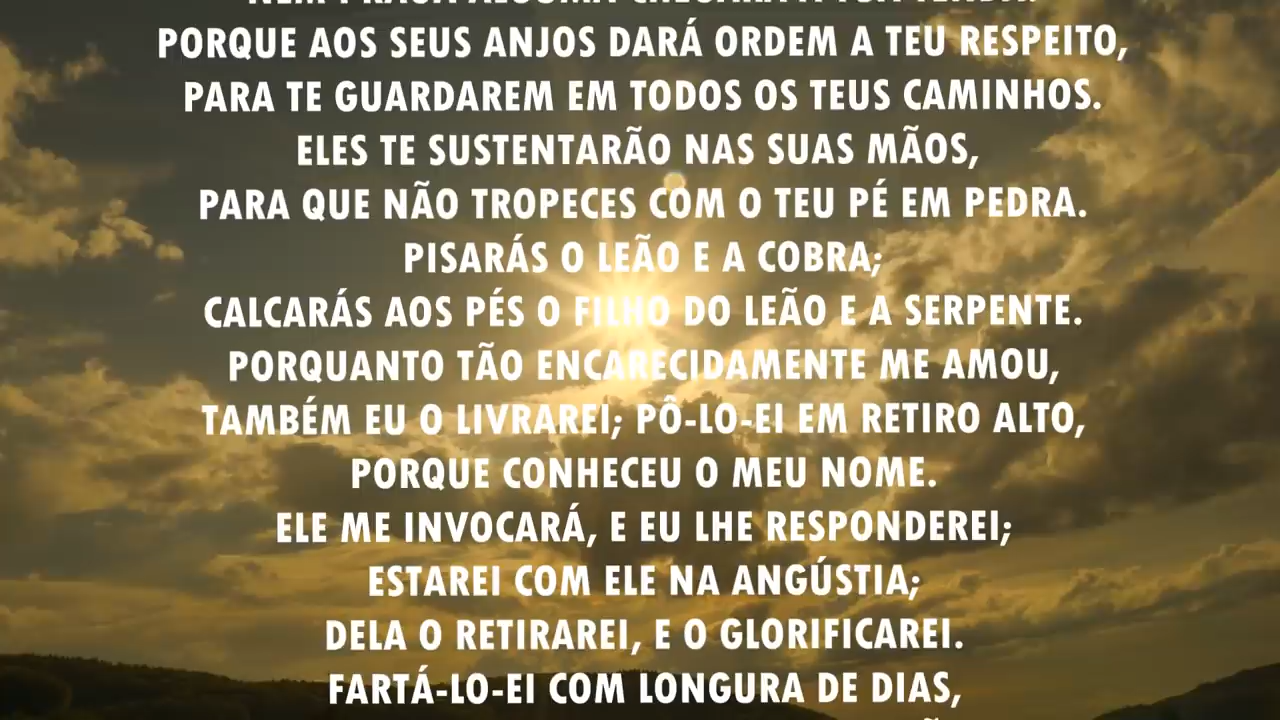 PORQUE AOS SEUS ANJOS DARÁ ORDEM A TEU RESPEITO,
PARA TE GUARDAREM EM TODOS OS TEUS CAMINHOS.
ELES TE SUSTENTARÃO NAS SUAS MÃOS,
PARA QUE NÃO TROPECES COM O TEU PÉ EM PEDRA.
PISARÁS O LEÃO E A COBRA;
CALCARÁS AOS PÉS O FILHO DO LEÃO E A SERPENTE.
PORQUANTO TÃO ENCARECIDAMENTE ME AMOU,
TAMBÉM EU O LIVRAREI; PÔ-LO-EI EM RETIRO ALTO,
PORQUE CONHECEU O MEU NOME.
ELE ME INVOCARÁ, E EU LHE RESPONDEREI;
ESTAREI COM ELE NA ANGÚSTIA;
DELA O RETIRAREI, E O GLORIFICAREI.
FARTÁ-LO-EI COM LONGURA DE DIAS,